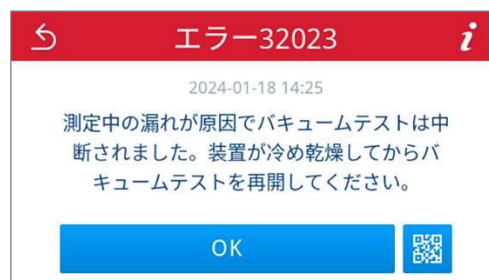 エラー32023
2024-01-18 14:25
測定中の漏れが原因でバキュームテストは中
断されました。装置が冷め乾燥してからバ
キュームテストを再開してください。
OK